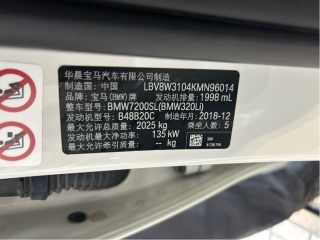 华晨宝马汽车有限公司制造
制造国：中国 LBV8W3104KMN96014
品牌：宝马(BMW)牌 发动机排量：1998 mL
整车型号：BMW7200SL(BMW320Li)
发动机型号：B48B20C 制造年月：2018-12
最大允许总质量：2025 kg 乘坐人数：5
发动机最大净功率：135 kW
最大允许牵引质量：-- kg